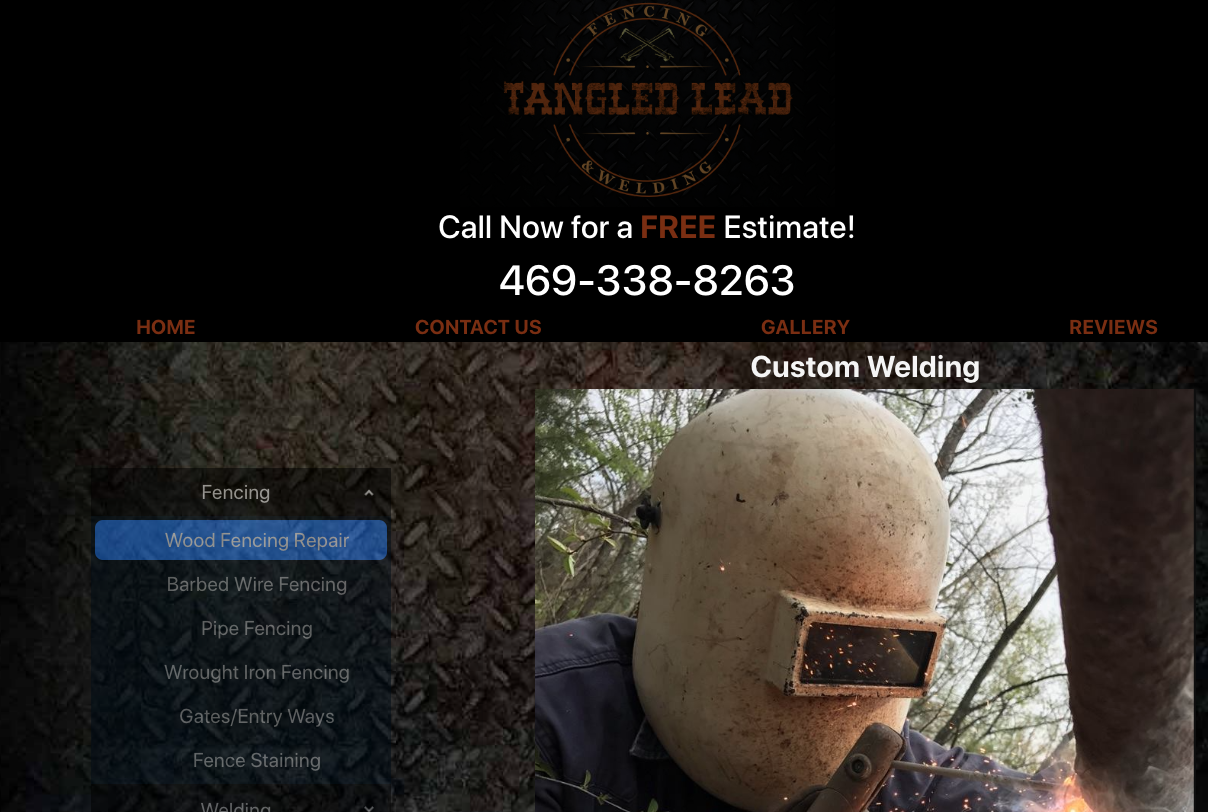 FENCING
TANGLED LEAD
& WELDING
Call Now for a FREE Estimate!
469-338-8263
HOME CONTACT US GALLERY REVIEWS
Custom Welding
Fencing
Wood Fencing Repair
Barbed Wire Fencing
Pipe Fencing
Wrought Iron Fencing
Gates/Entry Ways
Fence Staining
Welding